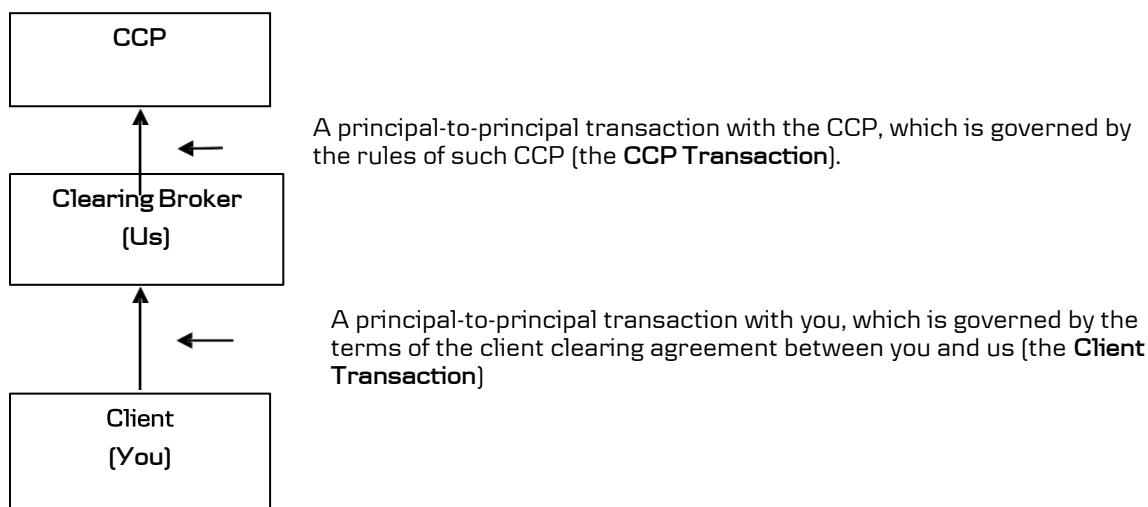 CCP
A principal-to-principal transaction with the CCP, which is governed by
the rules of such CCP (the CCP Transaction).
Clearing Broker
(Us)
A principal-to-principal transaction with you, which is governed by the
terms of the client clearing agreement between you and us (the Client
Transaction)
Client
(You)